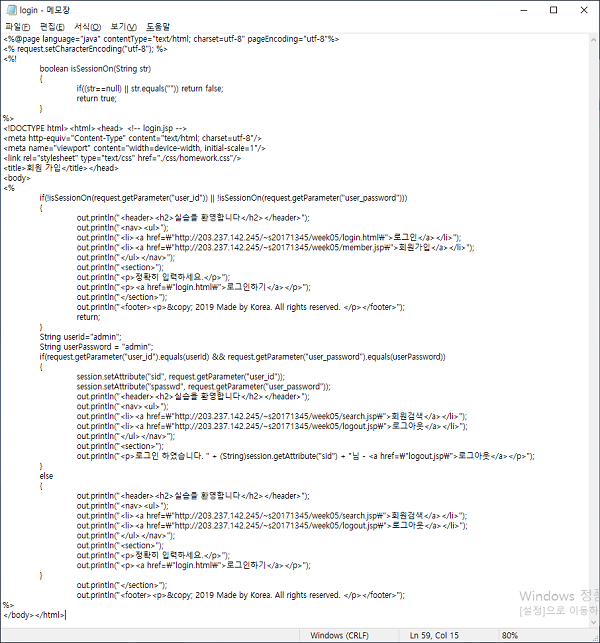 login - 메모장
파일(F) 편집(E) 서식(O) 보기(V) 도움말
<%@page language="java" contentType="text/html; charset=utf-8" pageEncoding="utf-8"%>
<% request.setCharacterEncoding("utf-8"); %>
<%!
boolean isSessionOn(String str)
{
if((str==null) || str.equals("")) return false;
return true;
}
%>
<!DOCTYPE html><html><head> <!-- login.jsp -->
<meta http-equiv="Content-Type" content="text/html; charset=utf-8"/>
<meta name="viewport" content="width=device-width, initial-scale=1"/>
<link rel="stylesheet" type="text/css" href="./css/homework.css"/>
<title>회원 가입</title></head>
<body>
<%
if(!isSessionOn(request.getParameter("user_id")) || !isSessionOn(request.getParameter("user_password")))
{
out.println("<header><h2>실습를 환영합니다</h2></header>");
out.println("<nav><ul>");
out.println("<li><a href=₩"http://203.237.142.245/~s20171345/week05/login.html₩">로그인</a></li>");
out.println("<li><a href=₩"http://203.237.142.245/~s20171345/week05/member.jsp₩">회원가입</a></li>");
out.println("</ul></nav>");
out.println("<section>");
out.println("<p>정확히 입력하세요.</p>");
out.println("<p><a href=₩"login.html₩">로그인하기</a></p>");
out.println("</section>");
out.println("<footer><p>&copy; 2019 Made by Korea. All rights reserved. </p></footer>");
return;
}
String userId="admin";
String userPassword = "admin";
if(request.getParameter("user_id").equals(userId) && request.getParameter("user_password").equals(userPassword))
{
session.setAttribute("sid", request.getParameter("user_id"));
session.setAttribute("spasswd", request.getParameter("user_password"));
out.println("<header><h2>실습를 환영합니다</h2></header>");
out.println("<nav><ul>");
out.println("<li><a href=₩"http://203.237.142.245/~s20171345/week05/search.jsp₩">회원검색</a></li>");
out.println("<li><a href=₩"http://203.237.142.245/~s20171345/week05/logout.jsp₩">로그아웃</a></li>");
out.println("</ul></nav>");
out.println("<section>");
out.println("<p>로그인 하였습니다. " + (String)session.getAttribute("sid") + "님 - <a href=₩"logout.jsp₩">로그아웃</a></p>");
}
else
{
out.println("<header><h2>실습를 환영합니다</h2></header>");
out.println("<nav><ul>");
out.println("<li><a href=₩"http://203.237.142.245/~s20171345/week05/search.jsp₩">회원검색</a></li>");
out.println("<li><a href=₩"http://203.237.142.245/~s20171345/week05/logout.jsp₩">로그아웃</a></li>");
out.println("</ul></nav>");
out.println("<section>");
out.println("<p>정확히 입력하세요.</p>");
out.println("<p><a href=₩"login.html₩">로그인하기</a></p>");
}
out.println("</section>");
out.println("<footer><p>&copy; 2019 Made by Korea. All rights reserved. </p></footer>");
%>
</body></html>
Windows 정품
[설정]으로 이동하
Windows (CRLF) Ln 59, Col 15 80%